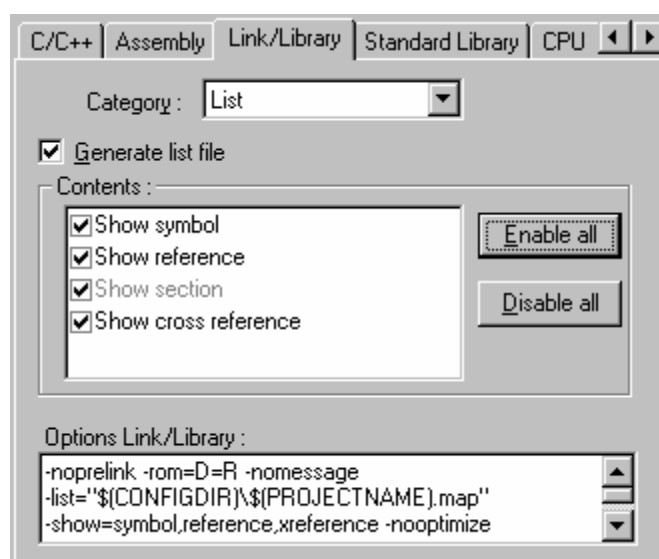 C/C++ Assembly Link/Library Standard Library CPU
Category : List
Generate list file
Contents :
Show symbol
Enable all
Show reference
Show section
Disable all
Show cross reference
Options Link/Library :
-noprelink -rom=D=R -nomessage
-list="$(CONFIGDIR)\$(PROJECTNAME).map"
-show=symbol,reference,xreference -nooptimize